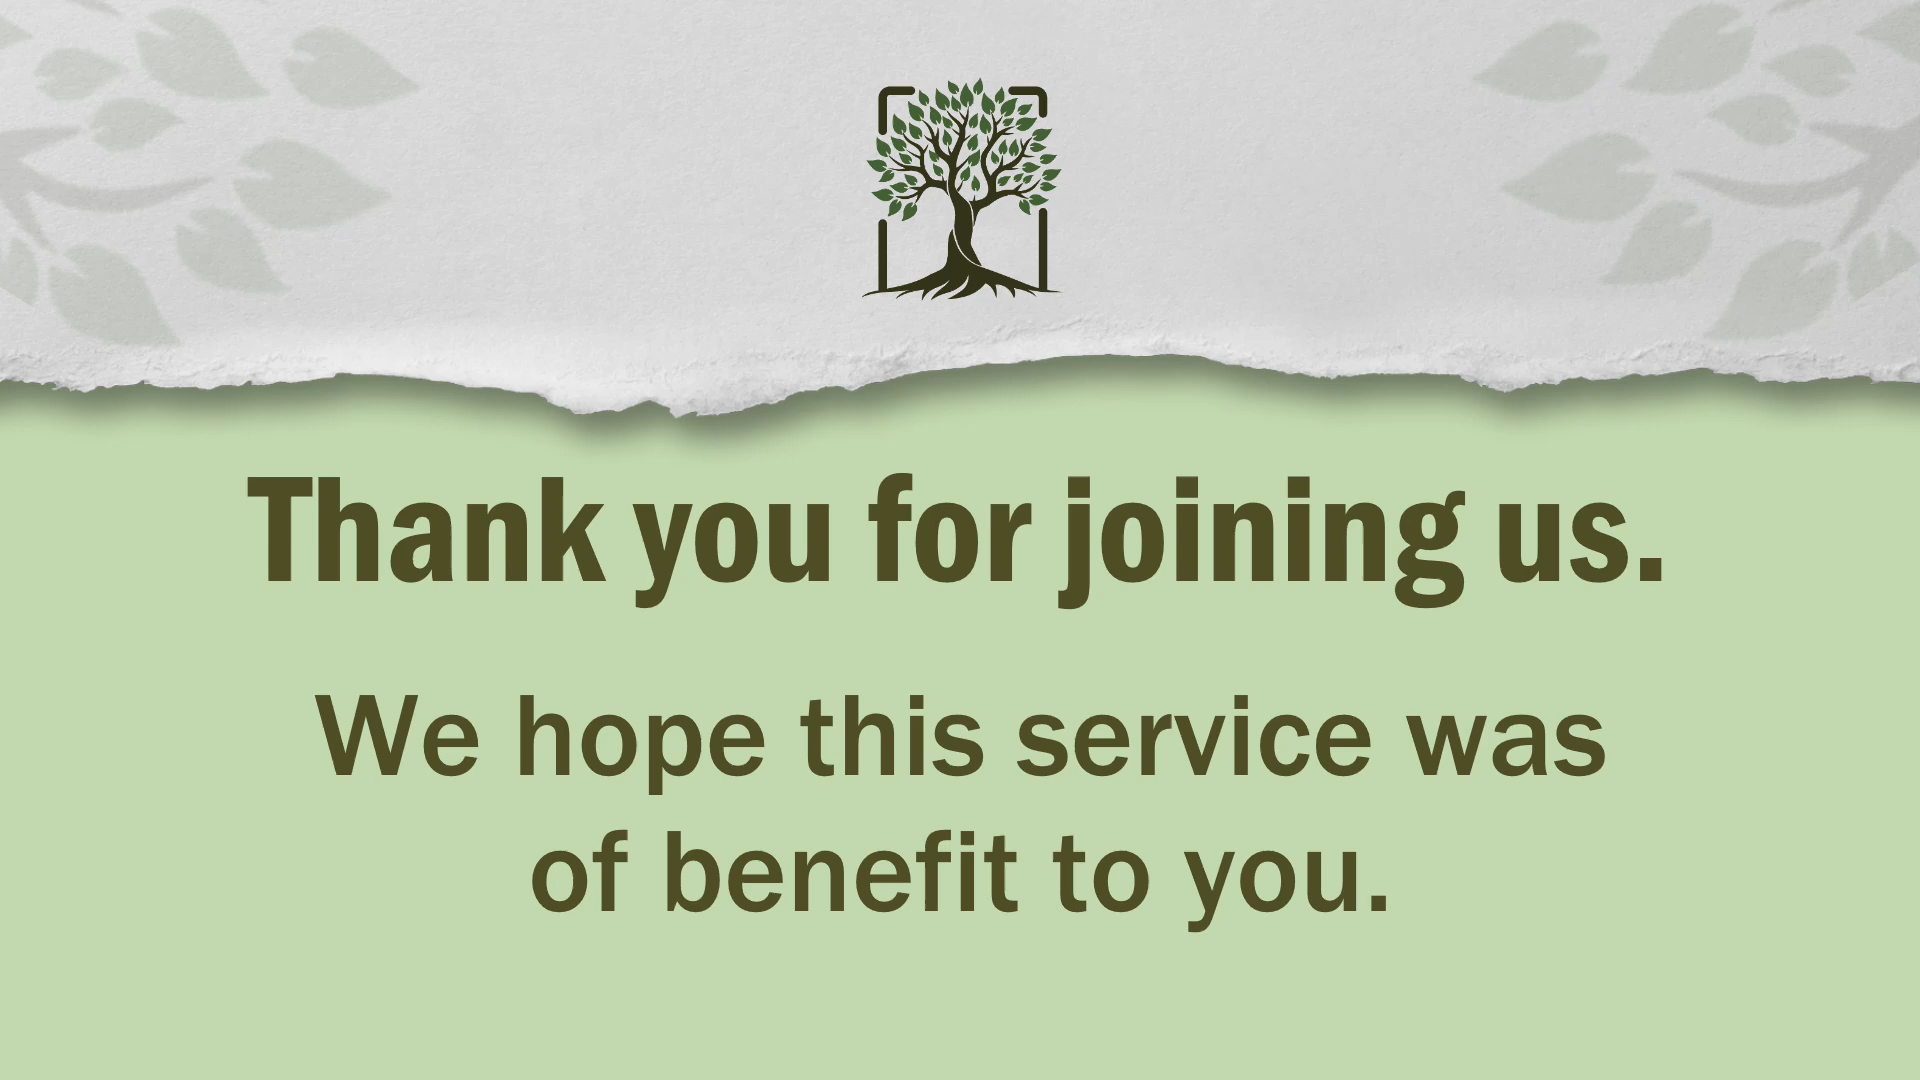 Thank you for joining us.
We hope this service was
of benefit to you.